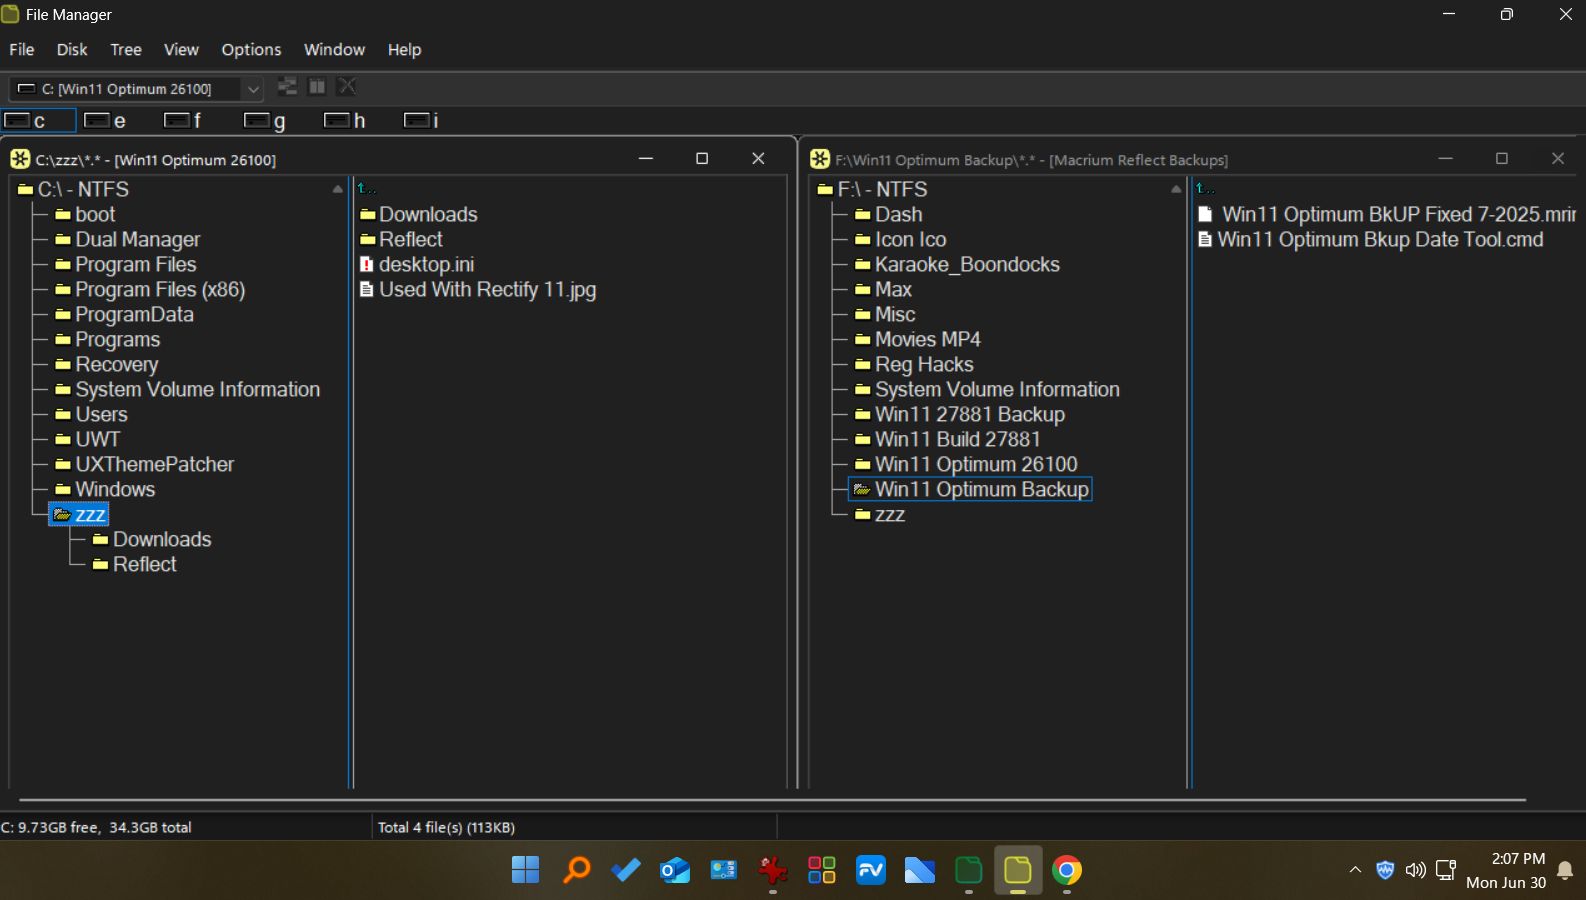 File Manager
File Disk Tree View Options Window Help
C: [Win11 Optimum 26100]
c e f g h i
C:\zzz\*.* - [Win11 Optimum 26100]
C:\ - NTFS
boot
Dual Manager
Program Files
Program Files (x86)
ProgramData
Programs
Recovery
System Volume Information
Users
UWT
UXThemePatcher
Windows
zzz
Downloads
Reflect
Downloads
Reflect
desktop.ini
Used With Rectify 11.jpg
F:\Win11 Optimum Backup\*.* - [Macrium Reflect Backups]
F:\ - NTFS
Dash
Icon Ico
Karaoke_Boondocks
Max
Misc
Movies MP4
Reg Hacks
System Volume Information
Win11 27881 Backup
Win11 Build 27881
Win11 Optimum 26100
Win11 Optimum Backup
zzz
Win11 Optimum BkUP Fixed 7-2025.mrim
Win11 Optimum Bkup Date Tool.cmd
C: 9.73GB free, 34.3GB total
Total 4 file(s) (113KB)
FV
2:07 PM
Mon Jun 30